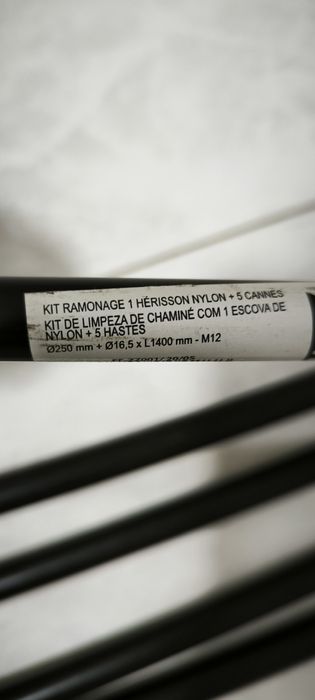 KIT RAMONAGE 1 HÉRISSON NYLON + 5 CANNES
KIT DE LIMPEZA DE CHAMINÉ COM 1 ESCOVA DE
NYLON + 5 HASTES
Ø250 mm + Ø16,5 x L1400 mm - M12